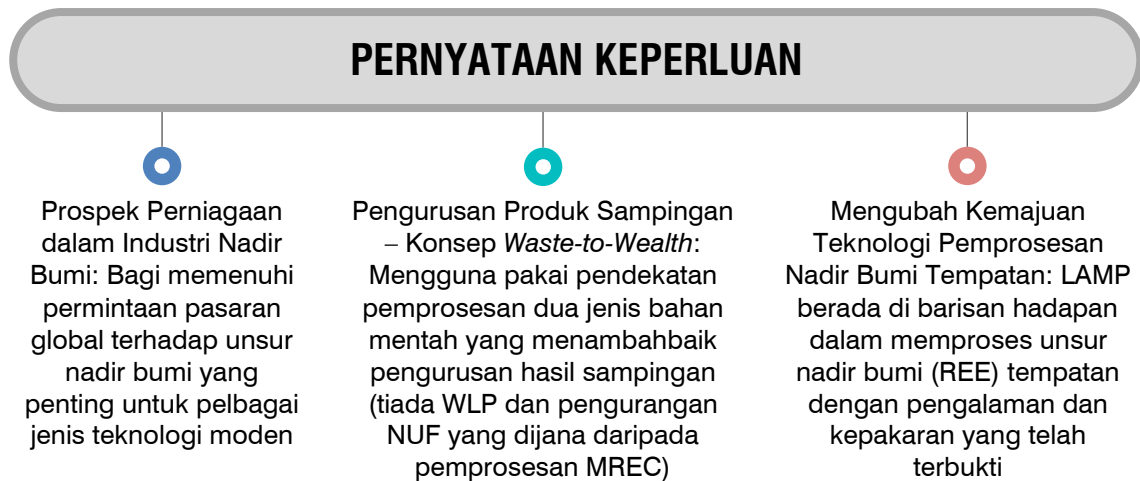 PERNYATAAN KEPERLUAN
Prospek Perniagaan
dalam Industri Nadir
Bumi: Bagi memenuhi
permintaan pasaran
global terhadap unsur
nadir bumi yang
penting untuk pelbagai
jenis teknologi moden
Pengurusan Produk Sampingan
– Konsep Waste-to-Wealth:
Mengguna pakai pendekatan
pemprosesan dua jenis bahan
mentah yang menambahbaik
pengurusan hasil sampingan
(tiada WLP dan pengurangan
NUF yang dijana daripada
pemprosesan MREC)
Mengubah Kemajuan
Teknologi Pemprosesan
Nadir Bumi Tempatan: LAMP
berada di barisan hadapan
dalam memproses unsur
nadir bumi (REE) tempatan
dengan pengalaman dan
kepakaran yang telah
terbukti